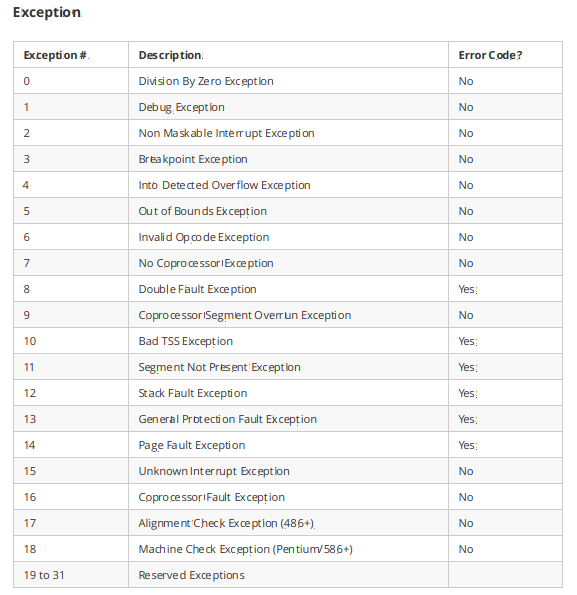 Exception
Exception # Description Error Code?
0 Division By Zero Exception No
1 Debug Exception No
2 Non Maskable Interrupt Exception No
3 Breakpoint Exception No
4 Into Detected Overflow Exception No
5 Out of Bounds Exception No
6 Invalid Opcode Exception No
7 No Coprocessor Exception No
8 Double Fault Exception Yes
9 Coprocessor Segment Overrun Exception No
10 Bad TSS Exception Yes
11 Segment Not Present Exception Yes
12 Stack Fault Exception Yes
13 General Protection Fault Exception Yes
14 Page Fault Exception Yes
15 Unknown Interrupt Exception No
16 Coprocessor Fault Exception No
17 Alignment Check Exception (486+) No
18 Machine Check Exception (Pentium/586+) No
19 to 31 Reserved Exceptions